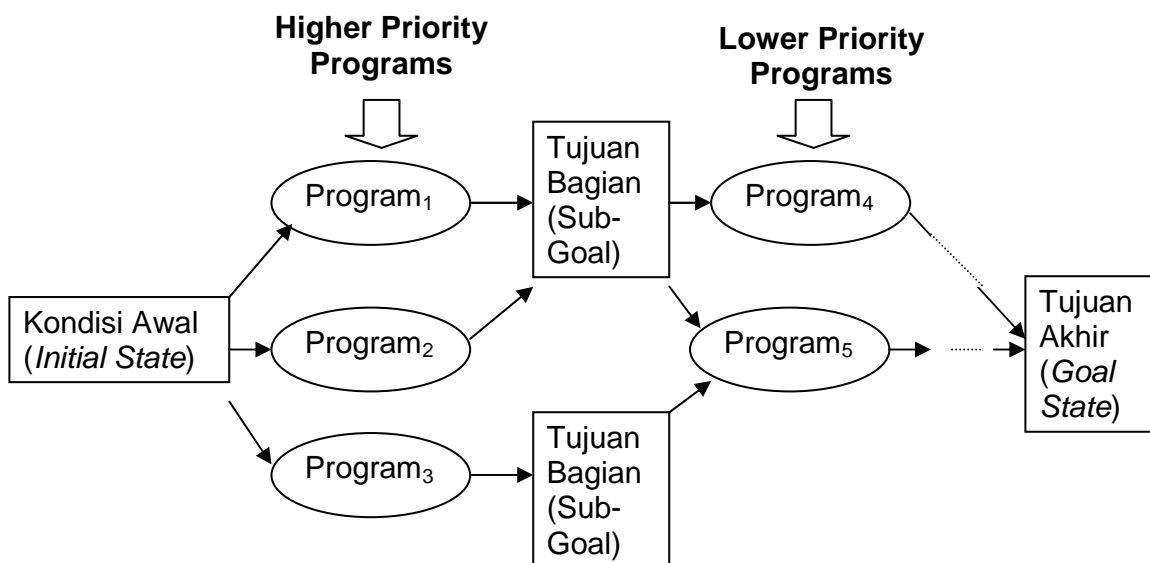 Higher Priority
Programs
Lower Priority
Programs
Tujuan
Bagian
(Sub-
Goal)
Program₁
Program₄
Kondisi Awal
(Initial State)
Program₂
Program₅
Tujuan
Akhir
(Goal
State)
Program₃
Tujuan
Bagian
(Sub-
Goal)